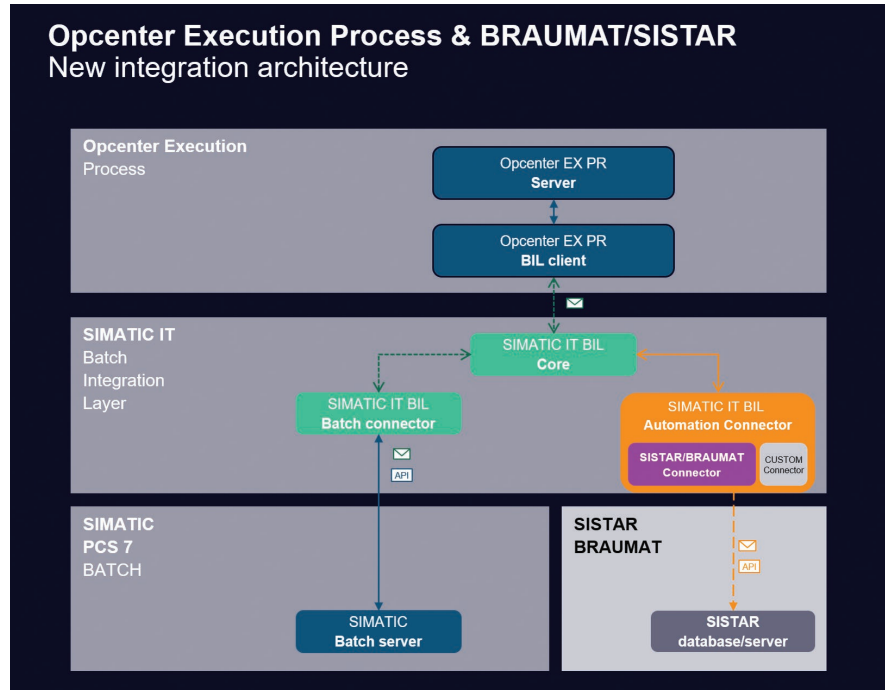 Opcenter Execution Process & BRAUMAT/SISTAR
New integration architecture
Opcenter Execution
Process
Opcenter EX PR
Server
Opcenter EX PR
BIL client
SIMATIC IT
Batch
Integration
Layer
SIMATIC IT BIL
Core
SIMATIC IT BIL
Batch connector
API
SIMATIC IT BIL
Automation Connector
SISTAR/BRAUMAT
Connector
CUSTOM
Connector
SIMATIC
PCS 7
BATCH
SIMATIC
Batch server
SISTAR
BRAUMAT
API
SISTAR
database/server